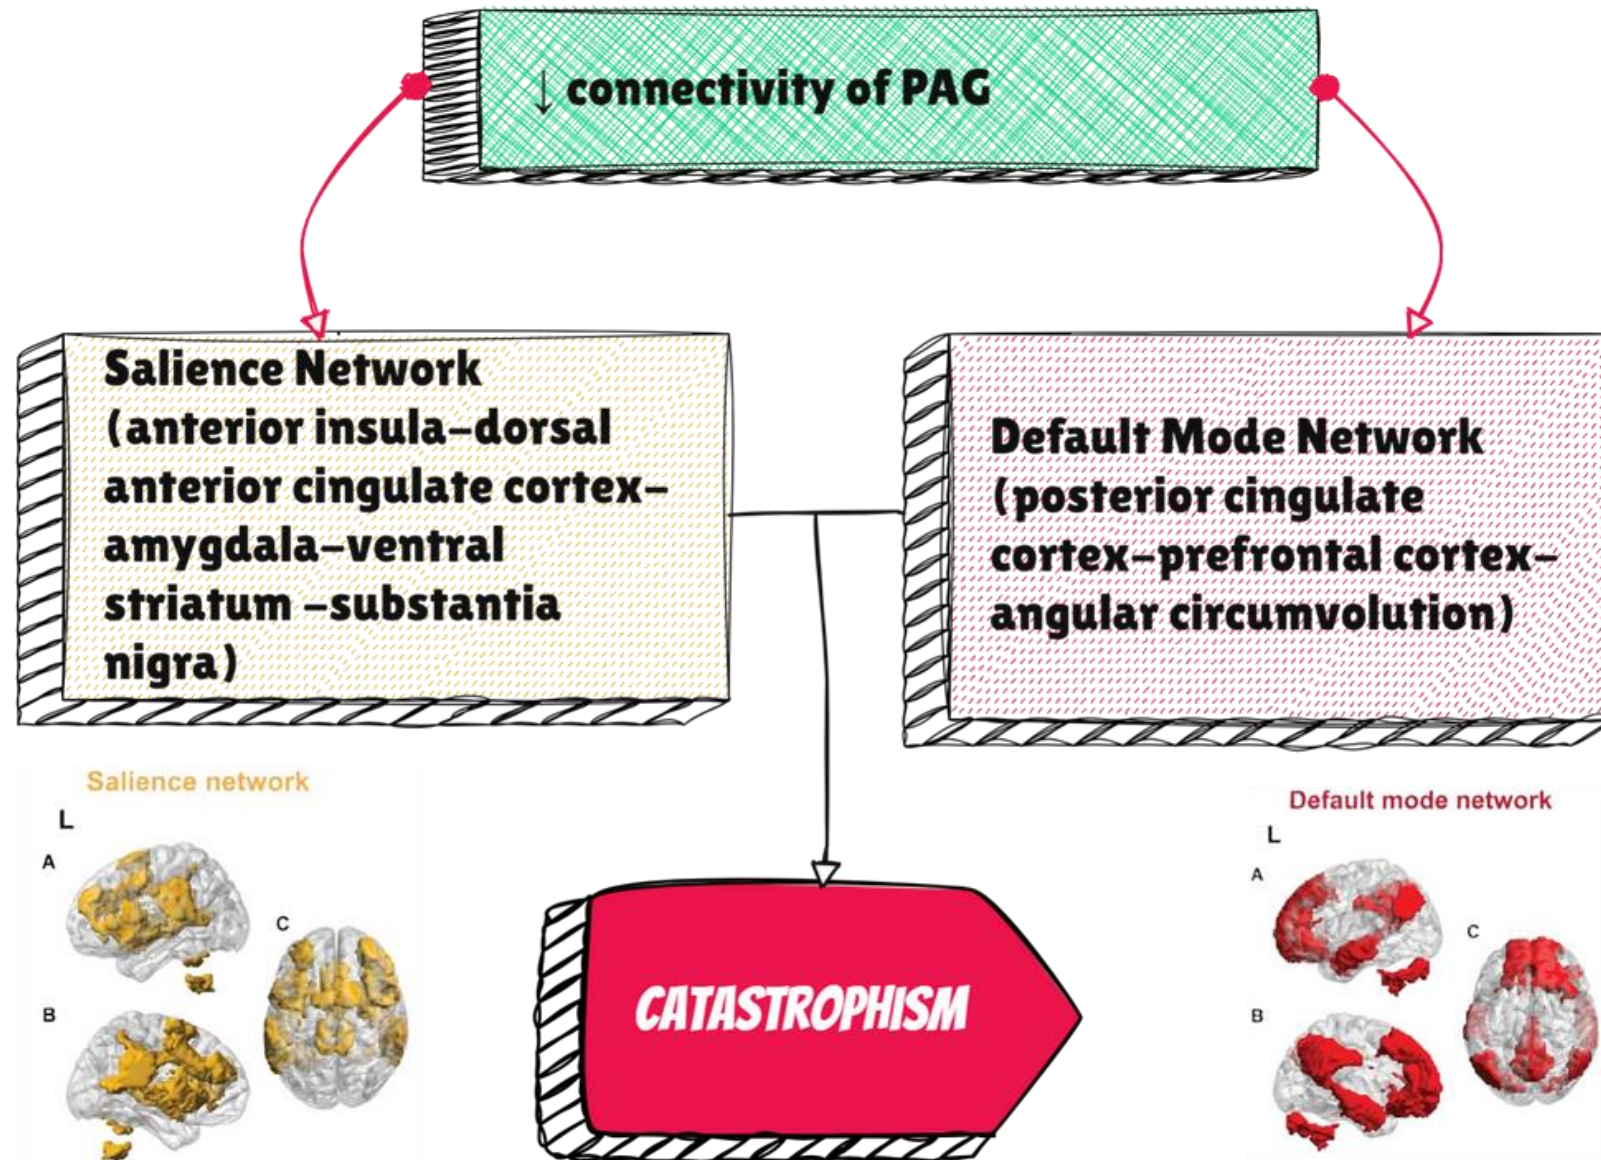 ↓ connectivity of PAG
Salience Network
(anterior insula–dorsal
anterior cingulate cortex–
amygdala–ventral
striatum –substantia
nigra)
Default Mode Network
(posterior cingulate
cortex–prefrontal cortex–
angular circumvolution)
Salience network
L
A
C
B
CATASTROPHISM
Default mode network
L
A
C
B